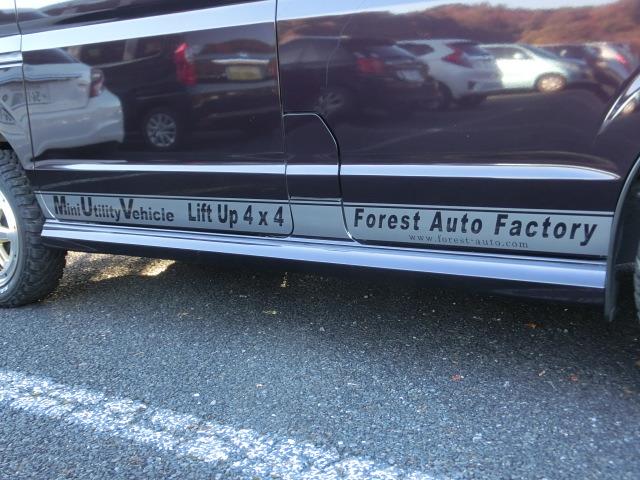 MiniUtilityVehicle Lift Up 4 x 4
Forest Auto Factory
www.forest-auto.com